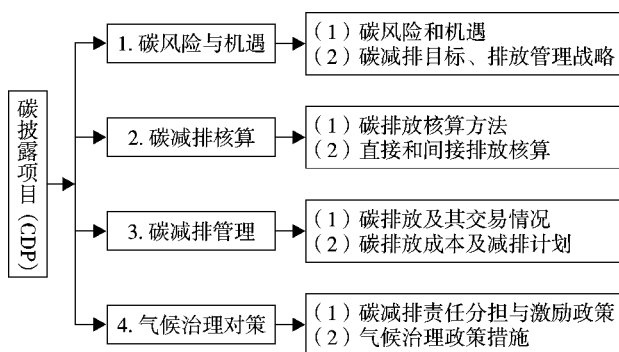 碳披露项目（CDP）
1. 碳风险与机遇
（1）碳风险和机遇
（2）碳减排目标、排放管理战略
2. 碳减排核算
（1）碳排放核算方法
（2）直接和间接排放核算
3. 碳减排管理
（1）碳排放及其交易情况
（2）碳排放成本及减排计划
4. 气候治理对策
（1）碳减排责任分担与激励政策
（2）气候治理政策措施